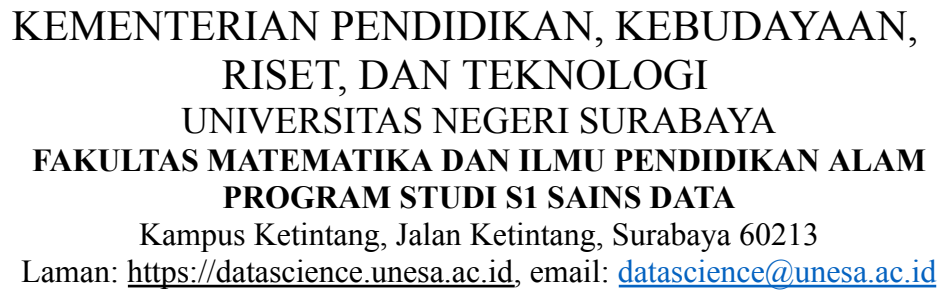 KEMENTERIAN PENDIDIKAN, KEBUDAYAAN,
RISET, DAN TEKNOLOGI
UNIVERSITAS NEGERI SURABAYA
FAKULTAS MATEMATIKA DAN ILMU PENDIDIKAN ALAM
PROGRAM STUDI S1 SAINS DATA
Kampus Ketintang, Jalan Ketintang, Surabaya 60213
Laman: https://datascience.unesa.ac.id, email: datascience@unesa.ac.id